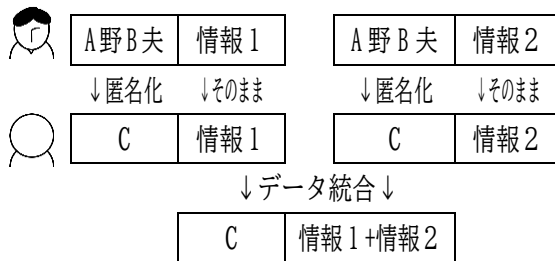 A野B夫 情報1 A野B夫 情報2
↓匿名化 ↓そのまま ↓匿名化 ↓そのまま
C 情報1 C 情報2
↓データ統合↓
C 情報1+情報2